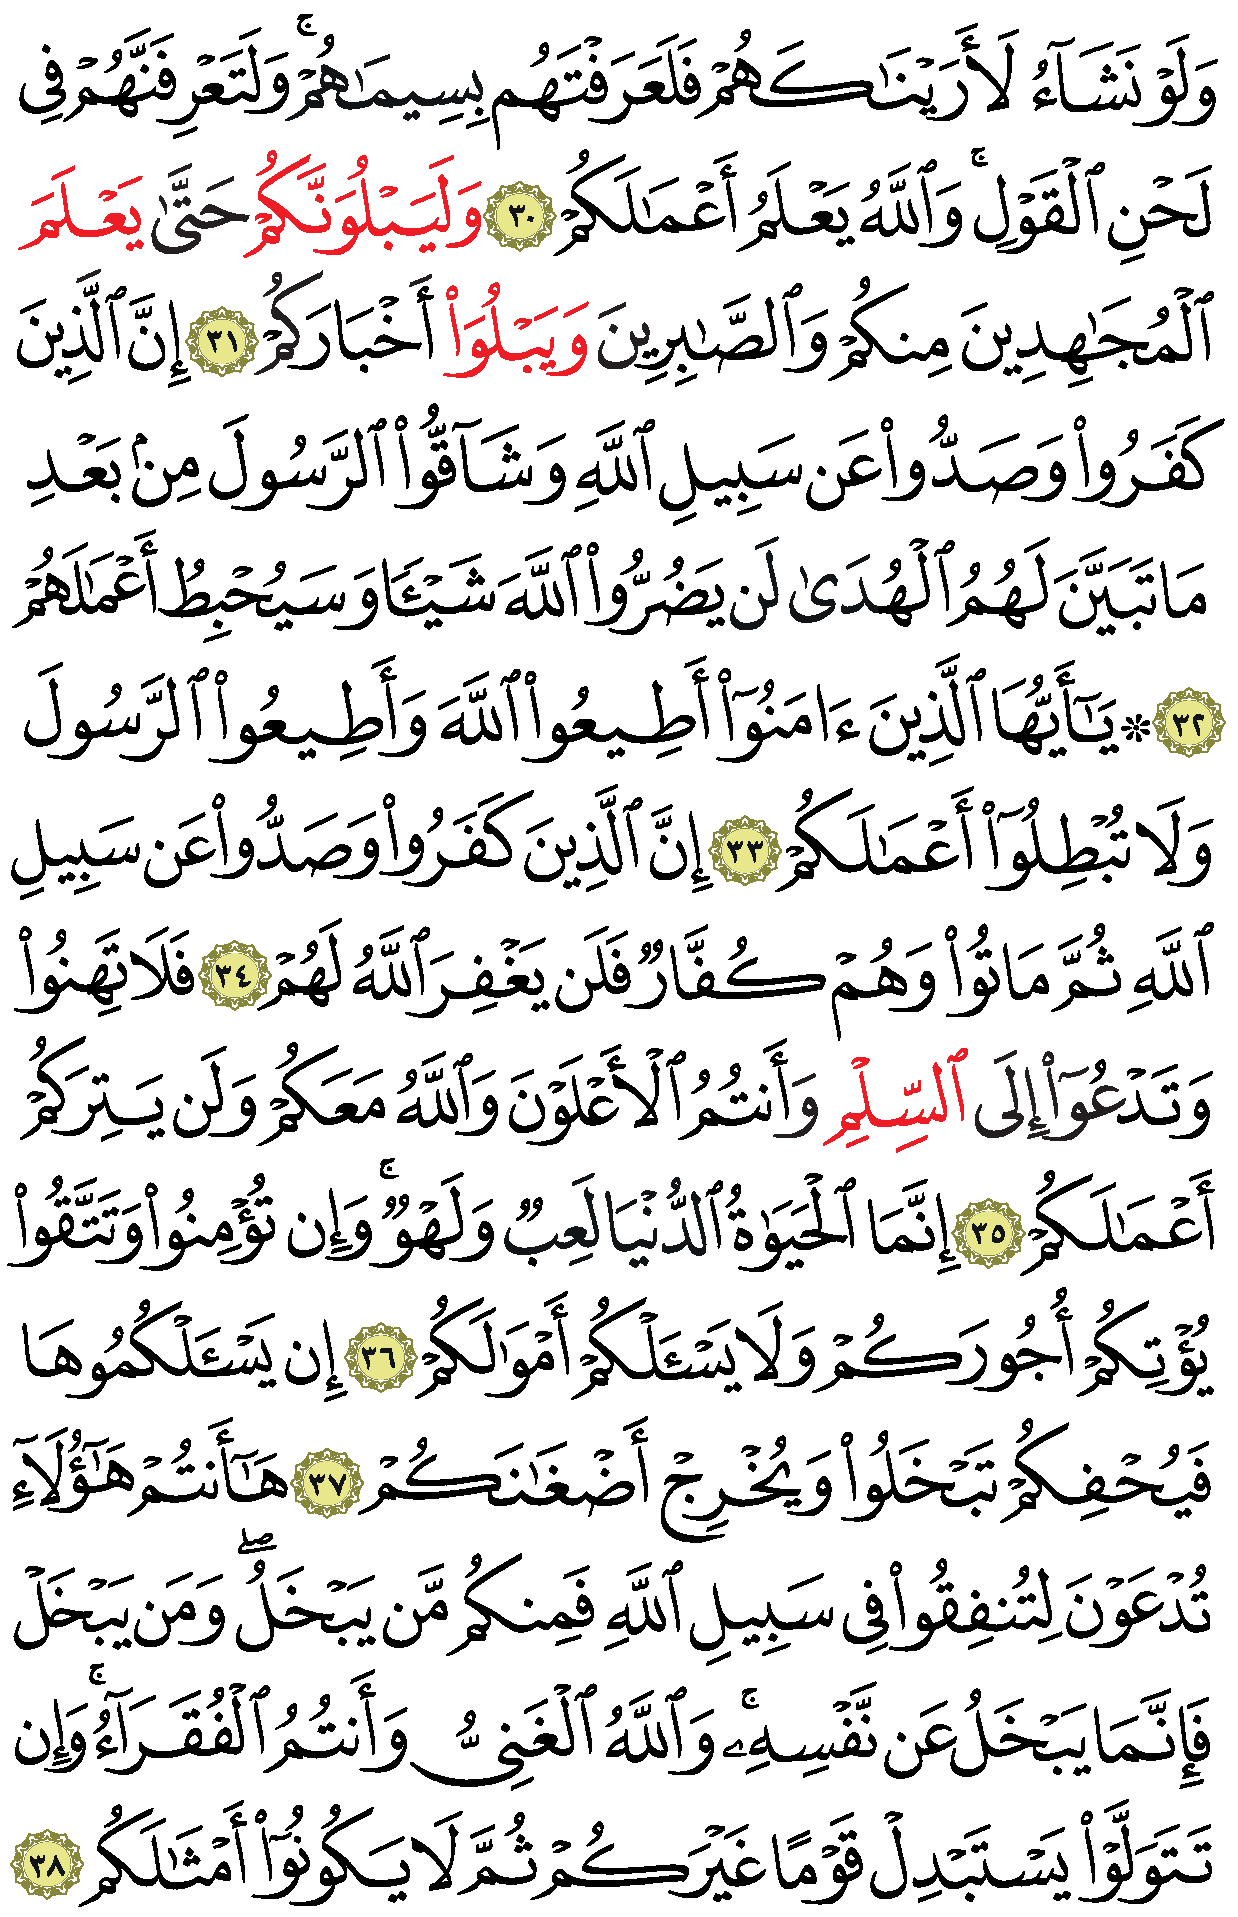 وَلَوۡ نَشَآءُ لَأَرَيۡنَٰكَهُمۡ فَلَعَرَفۡتَهُم بِسِيمَٰهُمۡۚ وَلَتَعۡرِفَنَّهُمۡ فِي
لَحۡنِ ٱلۡقَوۡلِۚ وَٱللَّهُ يَعۡلَمُ أَعۡمَٰلَكُمۡ ٣٠ وَلَيَبۡلُوَنَّكُمۡ حَتَّىٰ يَعۡلَمَ
ٱلۡمُجَٰهِدِينَ مِنكُمۡ وَٱلصَّٰبِرِينَ وَيَبۡلُوَاْ أَخۡبَارَكُمۡ ٣١ إِنَّ ٱلَّذِينَ
كَفَرُواْ وَصَدُّواْ عَن سَبِيلِ ٱللَّهِ وَشَآقُّواْ ٱلرَّسُولَ مِنۢ بَعۡدِ
مَا تَبَيَّنَ لَهُمُ ٱلۡهُدَىٰ لَن يَضُرُّواْ ٱللَّهَ شَيۡـٔٗا وَسَيُحۡبِطُ أَعۡمَٰلَهُمۡ
٣٢ ۞ يَٰٓأَيُّهَا ٱلَّذِينَ ءَامَنُوٓاْ أَطِيعُواْ ٱللَّهَ وَأَطِيعُواْ ٱلرَّسُولَ
وَلَا تُبۡطِلُوٓاْ أَعۡمَٰلَكُمۡ ٣٣ إِنَّ ٱلَّذِينَ كَفَرُواْ وَصَدُّواْ عَن سَبِيلِ
ٱللَّهِ ثُمَّ مَاتُواْ وَهُمۡ كُفَّارٞ فَلَن يَغۡفِرَ ٱللَّهُ لَهُمۡ ٣٤ فَلَا تَهِنُواْ
وَتَدۡعُوٓاْ إِلَى ٱلسِّلۡمِ وَأَنتُمُ ٱلۡأَعۡلَوۡنَ وَٱللَّهُ مَعَكُمۡ وَلَن يَتِرَكُمۡ
أَعۡمَٰلَكُمۡ ٣٥ إِنَّمَا ٱلۡحَيَوٰةُ ٱلدُّنۡيَا لَعِبٞ وَلَهۡوٞۚ وَإِن تُؤۡمِنُواْ وَتَتَّقُواْ
يُؤۡتِكُمۡ أُجُورَكُمۡ وَلَا يَسۡـَٔلۡكُمۡ أَمۡوَٰلَكُمۡ ٣٦ إِن يَسۡـَٔلۡكُمُوهَا
فَيُحۡفِكُمۡ تَبۡخَلُواْ وَيُخۡرِجۡ أَضۡغَٰنَكُمۡ ٣٧ هَٰٓأَنتُمۡ هَٰٓؤُلَآءِ
تُدۡعَوۡنَ لِتُنفِقُواْ فِي سَبِيلِ ٱللَّهِ فَمِنكُم مَّن يَبۡخَلُۖ وَمَن يَبۡخَلۡ
فَإِنَّمَا يَبۡخَلُ عَن نَّفۡسِهِۦۚ وَٱللَّهُ ٱلۡغَنِيُّ وَأَنتُمُ ٱلۡفُقَرَآءُۚ وَإِن
تَتَوَلَّوۡاْ يَسۡتَبۡدِلۡ قَوۡمًا غَيۡرَكُمۡ ثُمَّ لَا يَكُونُوٓاْ أَمۡثَٰلَكُم ٣٨